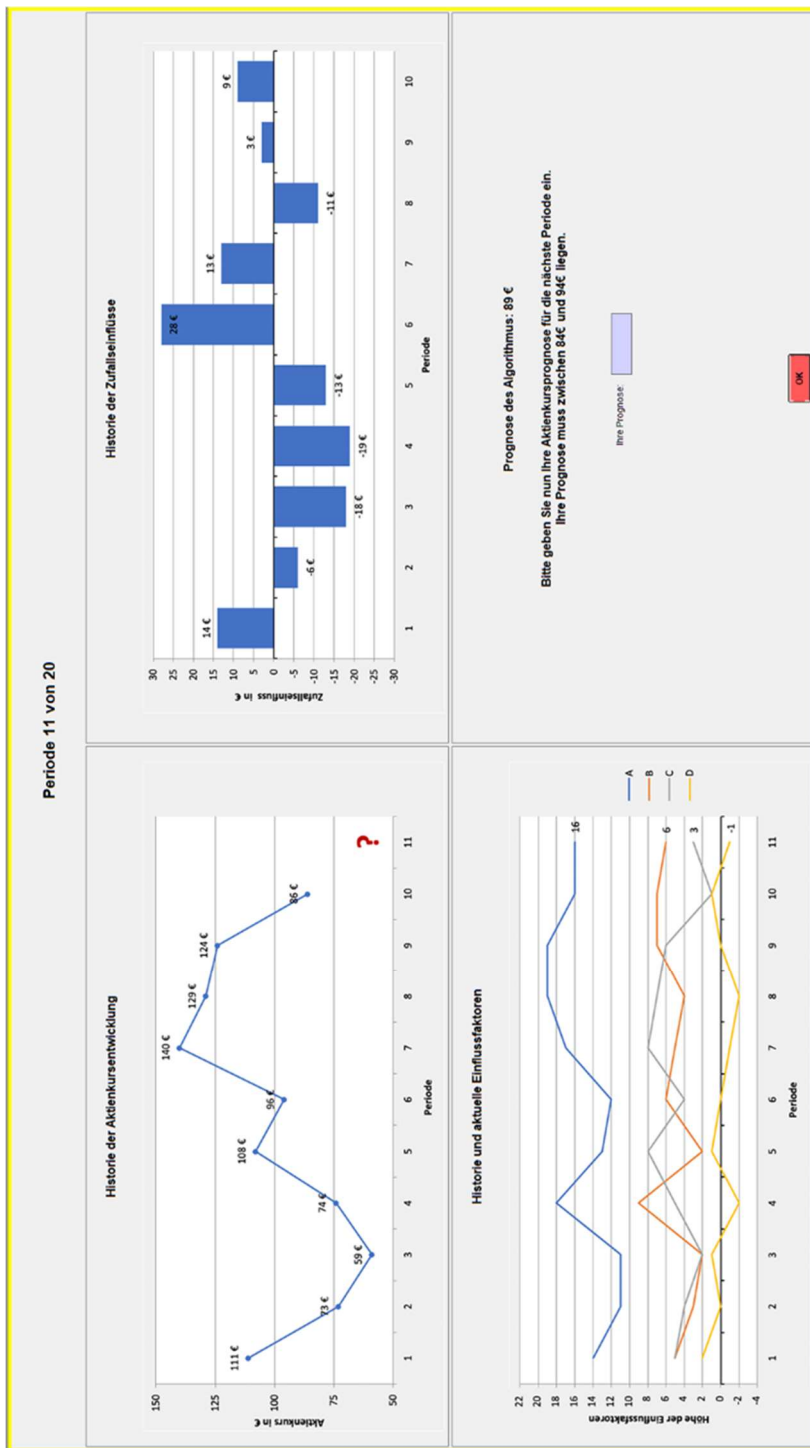 Periode 11 von 20
Historie der Aktienkursentwicklung
Aktienkurs in €
150
125
100
75
50
111 €
73 €
59 €
74 €
108 €
96 €
140 €
129 €
124 €
86 €
?
1 2 3 4 5 6 7 8 9 10 11
Periode
Historie der Zufallseinflüsse
Zufallseinfluss in €
30
25
20
15
10
5
0
-5
-10
-15
-20
-25
-30
14 €
-6 €
-18 €
-19 €
-13 €
28 €
13 €
-11 €
3 €
9 €
1 2 3 4 5 6 7 8 9 10
Periode
Historie und aktuelle Einflussfaktoren
Höhe der Einflussfaktoren
22
20
18
16
14
12
10
8
6
4
2
0
-2
-4
16
6
3
-1
A
B
C
D
1 2 3 4 5 6 7 8 9 10 11
Periode
Prognose des Algorithmus: 89 €
Bitte geben Sie nun Ihre Aktienkursprognose für die nächste Periode ein.
Ihre Prognose muss zwischen 84€ und 94€ liegen.
Ihre Prognose:
OK